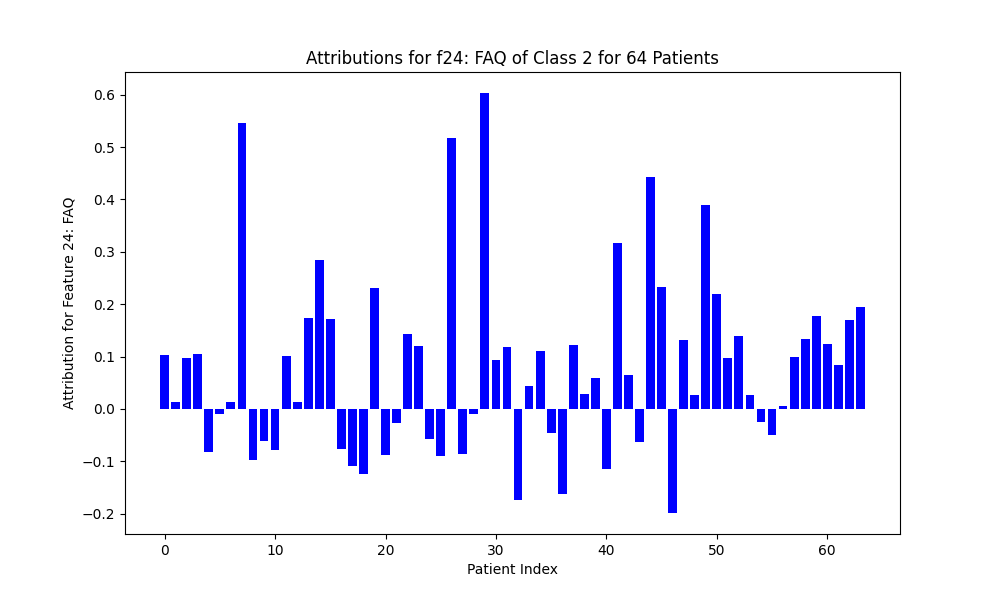 Attributions for f24: FAQ of Class 2 for 64 Patients
Attribution for Feature 24: FAQ
0.6
0.5
0.4
0.3
0.2
0.1
0.0
−0.1
−0.2
0 10 20 30 40 50 60
Patient Index